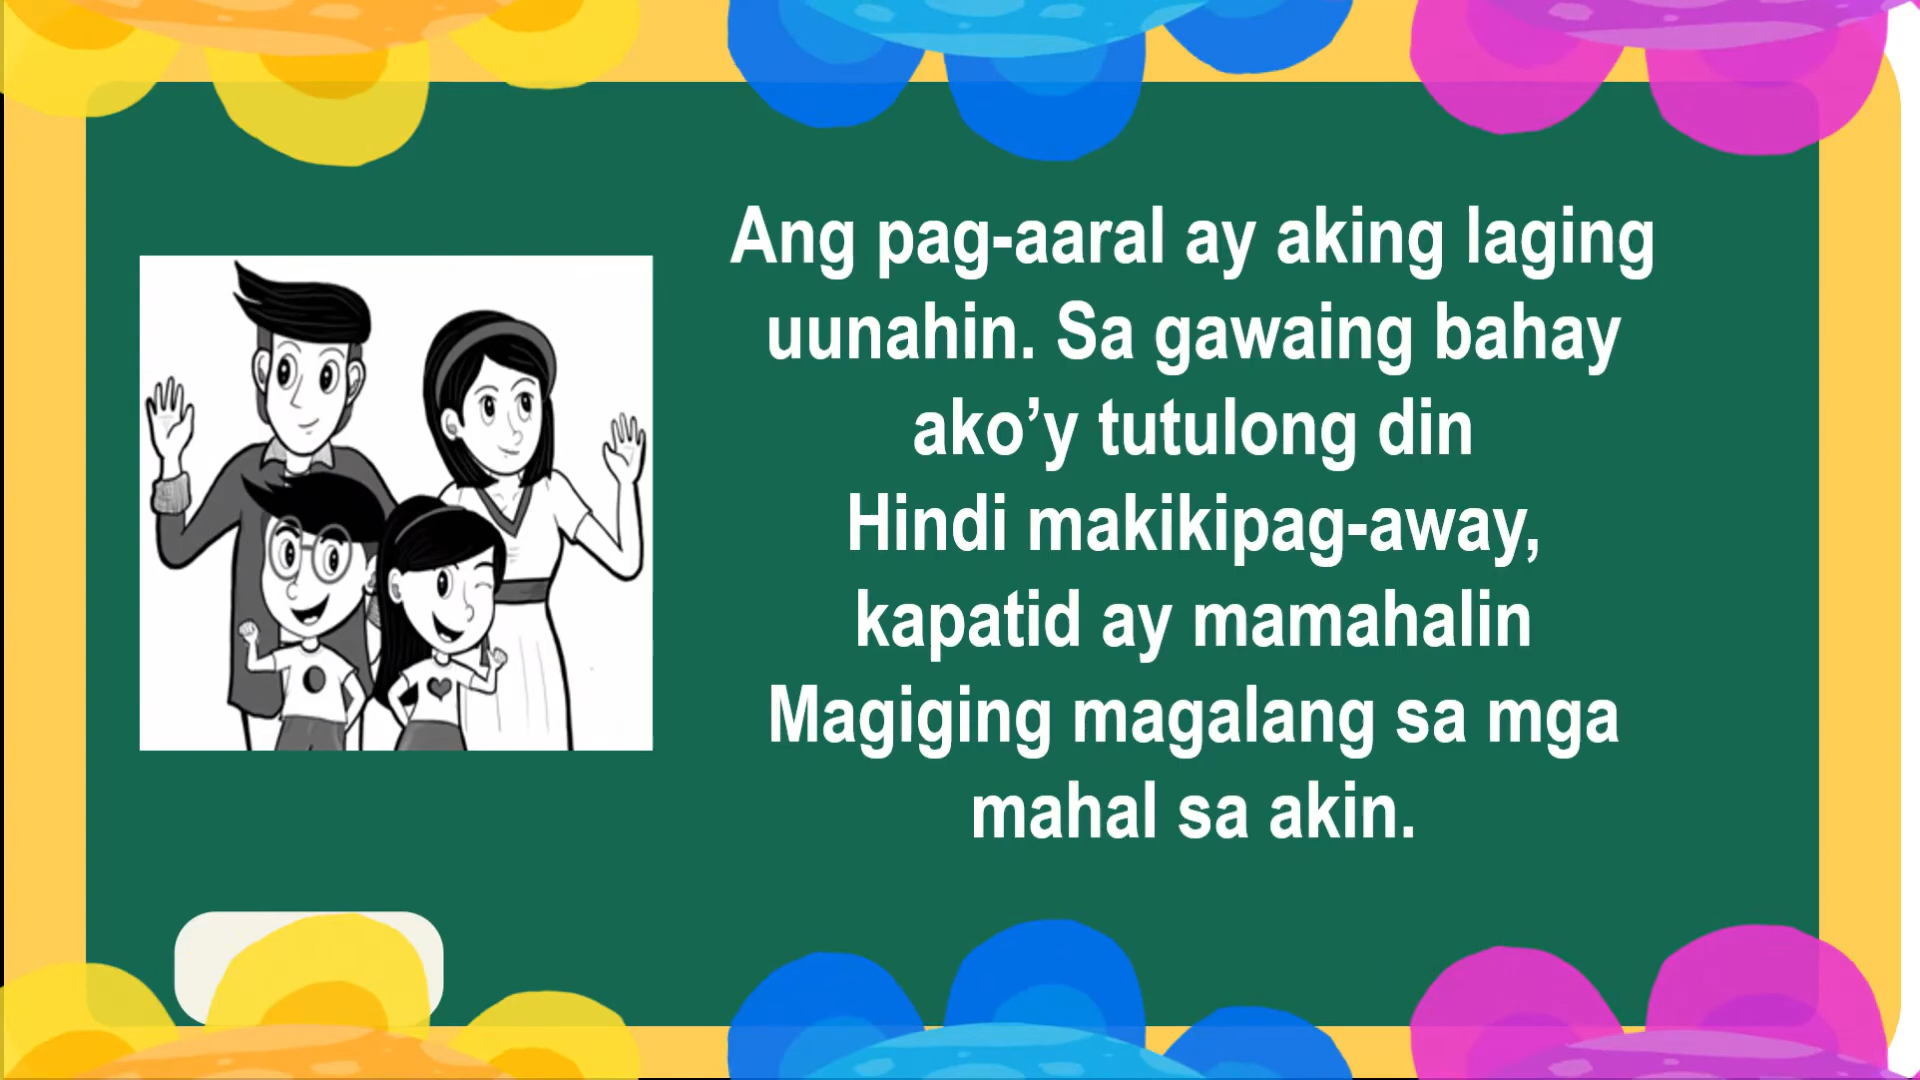 Ang pag-aaral ay aking laging
uunahin. Sa gawaing bahay
ako’y tutulong din
Hindi makikipag-away,
kapatid ay mamahalin
Magiging magalang sa mga
mahal sa akin.